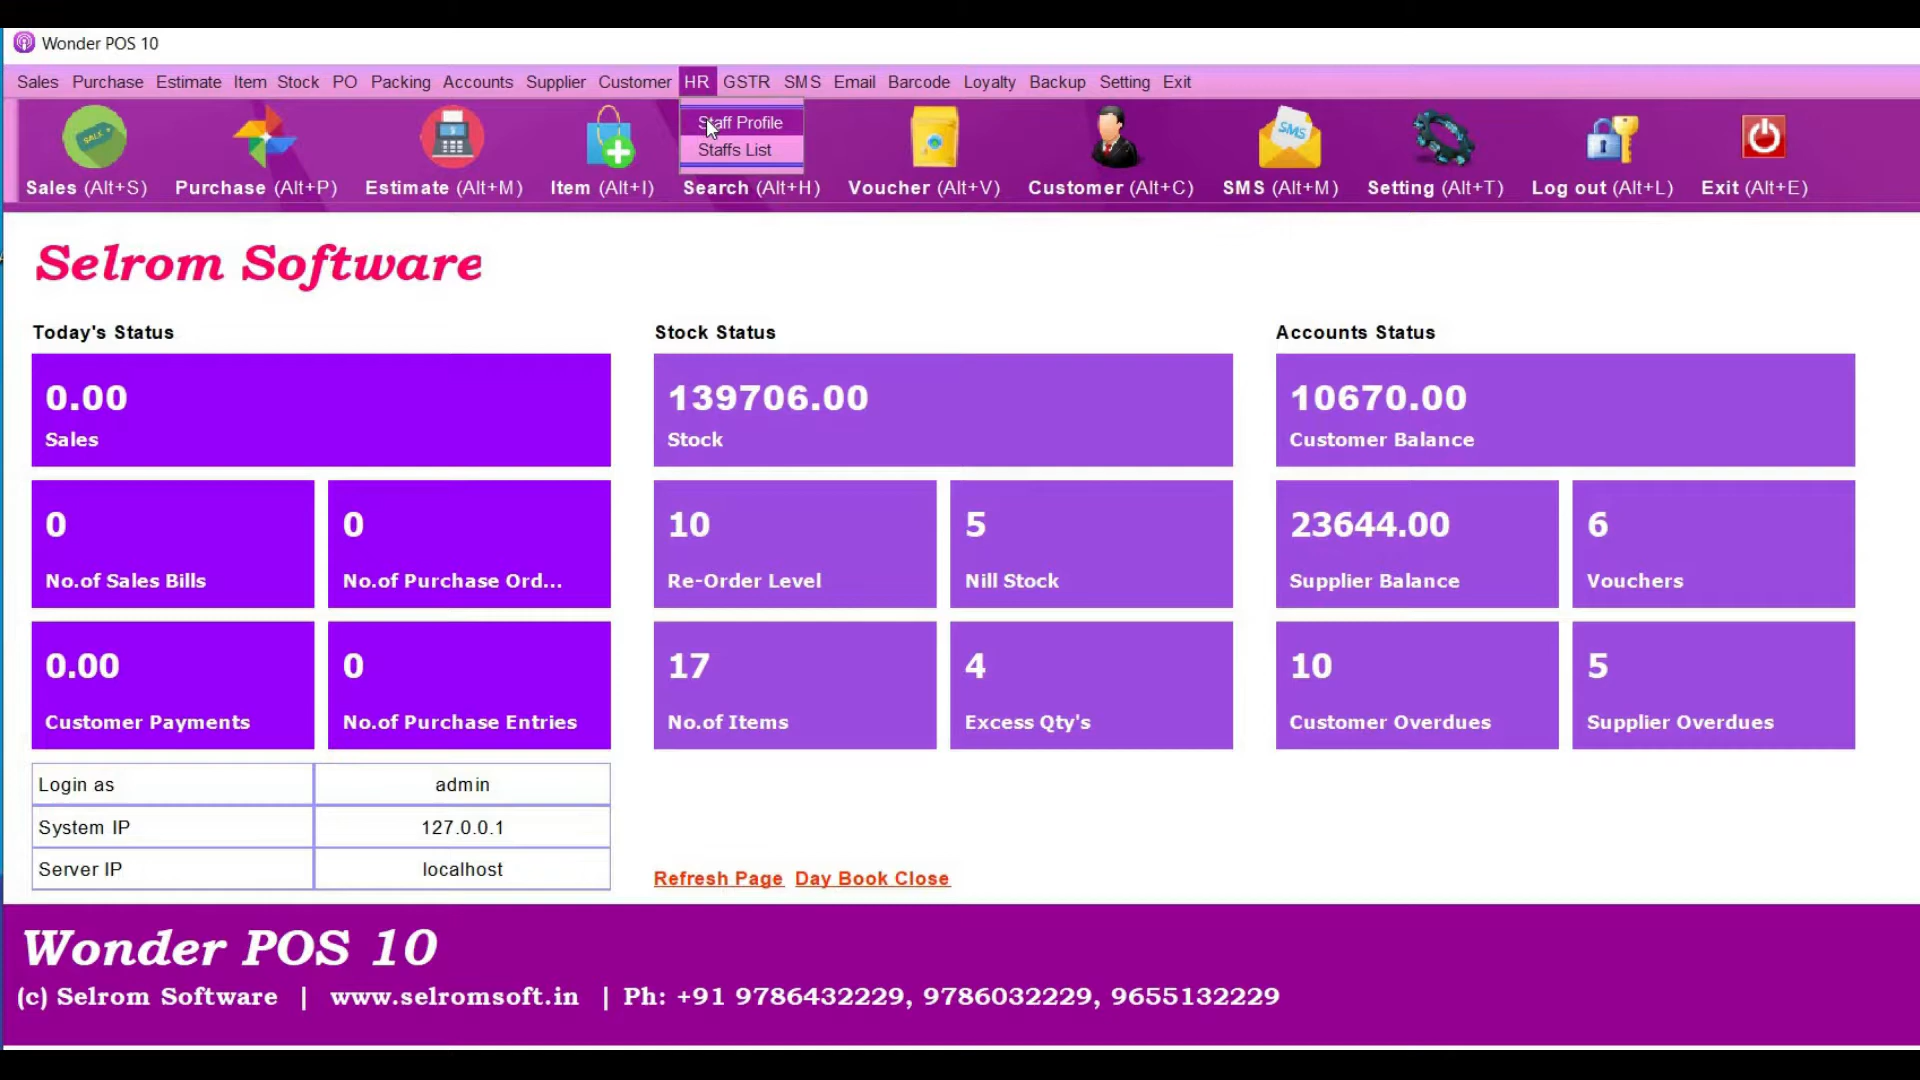 Wonder POS 10
Sales Purchase Estimate Item Stock PO Packing Accounts Supplier Customer HR GSTR SMS Email Barcode Loyalty Backup Setting Exit
Staff Profile
Staffs List
SALE
SMS
Sales (Alt+S) Purchase (Alt+P) Estimate (Alt+M) Item (Alt+I) Search (Alt+H) Voucher (Alt+V) Customer (Alt+C) SMS (Alt+M) Setting (Alt+T) Log out (Alt+L) Exit (Alt+E)
Selrom Software
Today's Status
0.00
Sales
0
No.of Sales Bills
0
No.of Purchase Ord...
0.00
Customer Payments
0
No.of Purchase Entries
Login as admin
System IP 127.0.0.1
Server IP localhost
Stock Status
139706.00
Stock
10
Re-Order Level
5
Nill Stock
17
No.of Items
4
Excess Qty's
Refresh Page Day Book Close
Accounts Status
10670.00
Customer Balance
23644.00
Supplier Balance
6
Vouchers
10
Customer Overdues
5
Supplier Overdues
Wonder POS 10
(c) Selrom Software | www.selromsoft.in | Ph: +91 9786432229, 9786032229, 9655132229